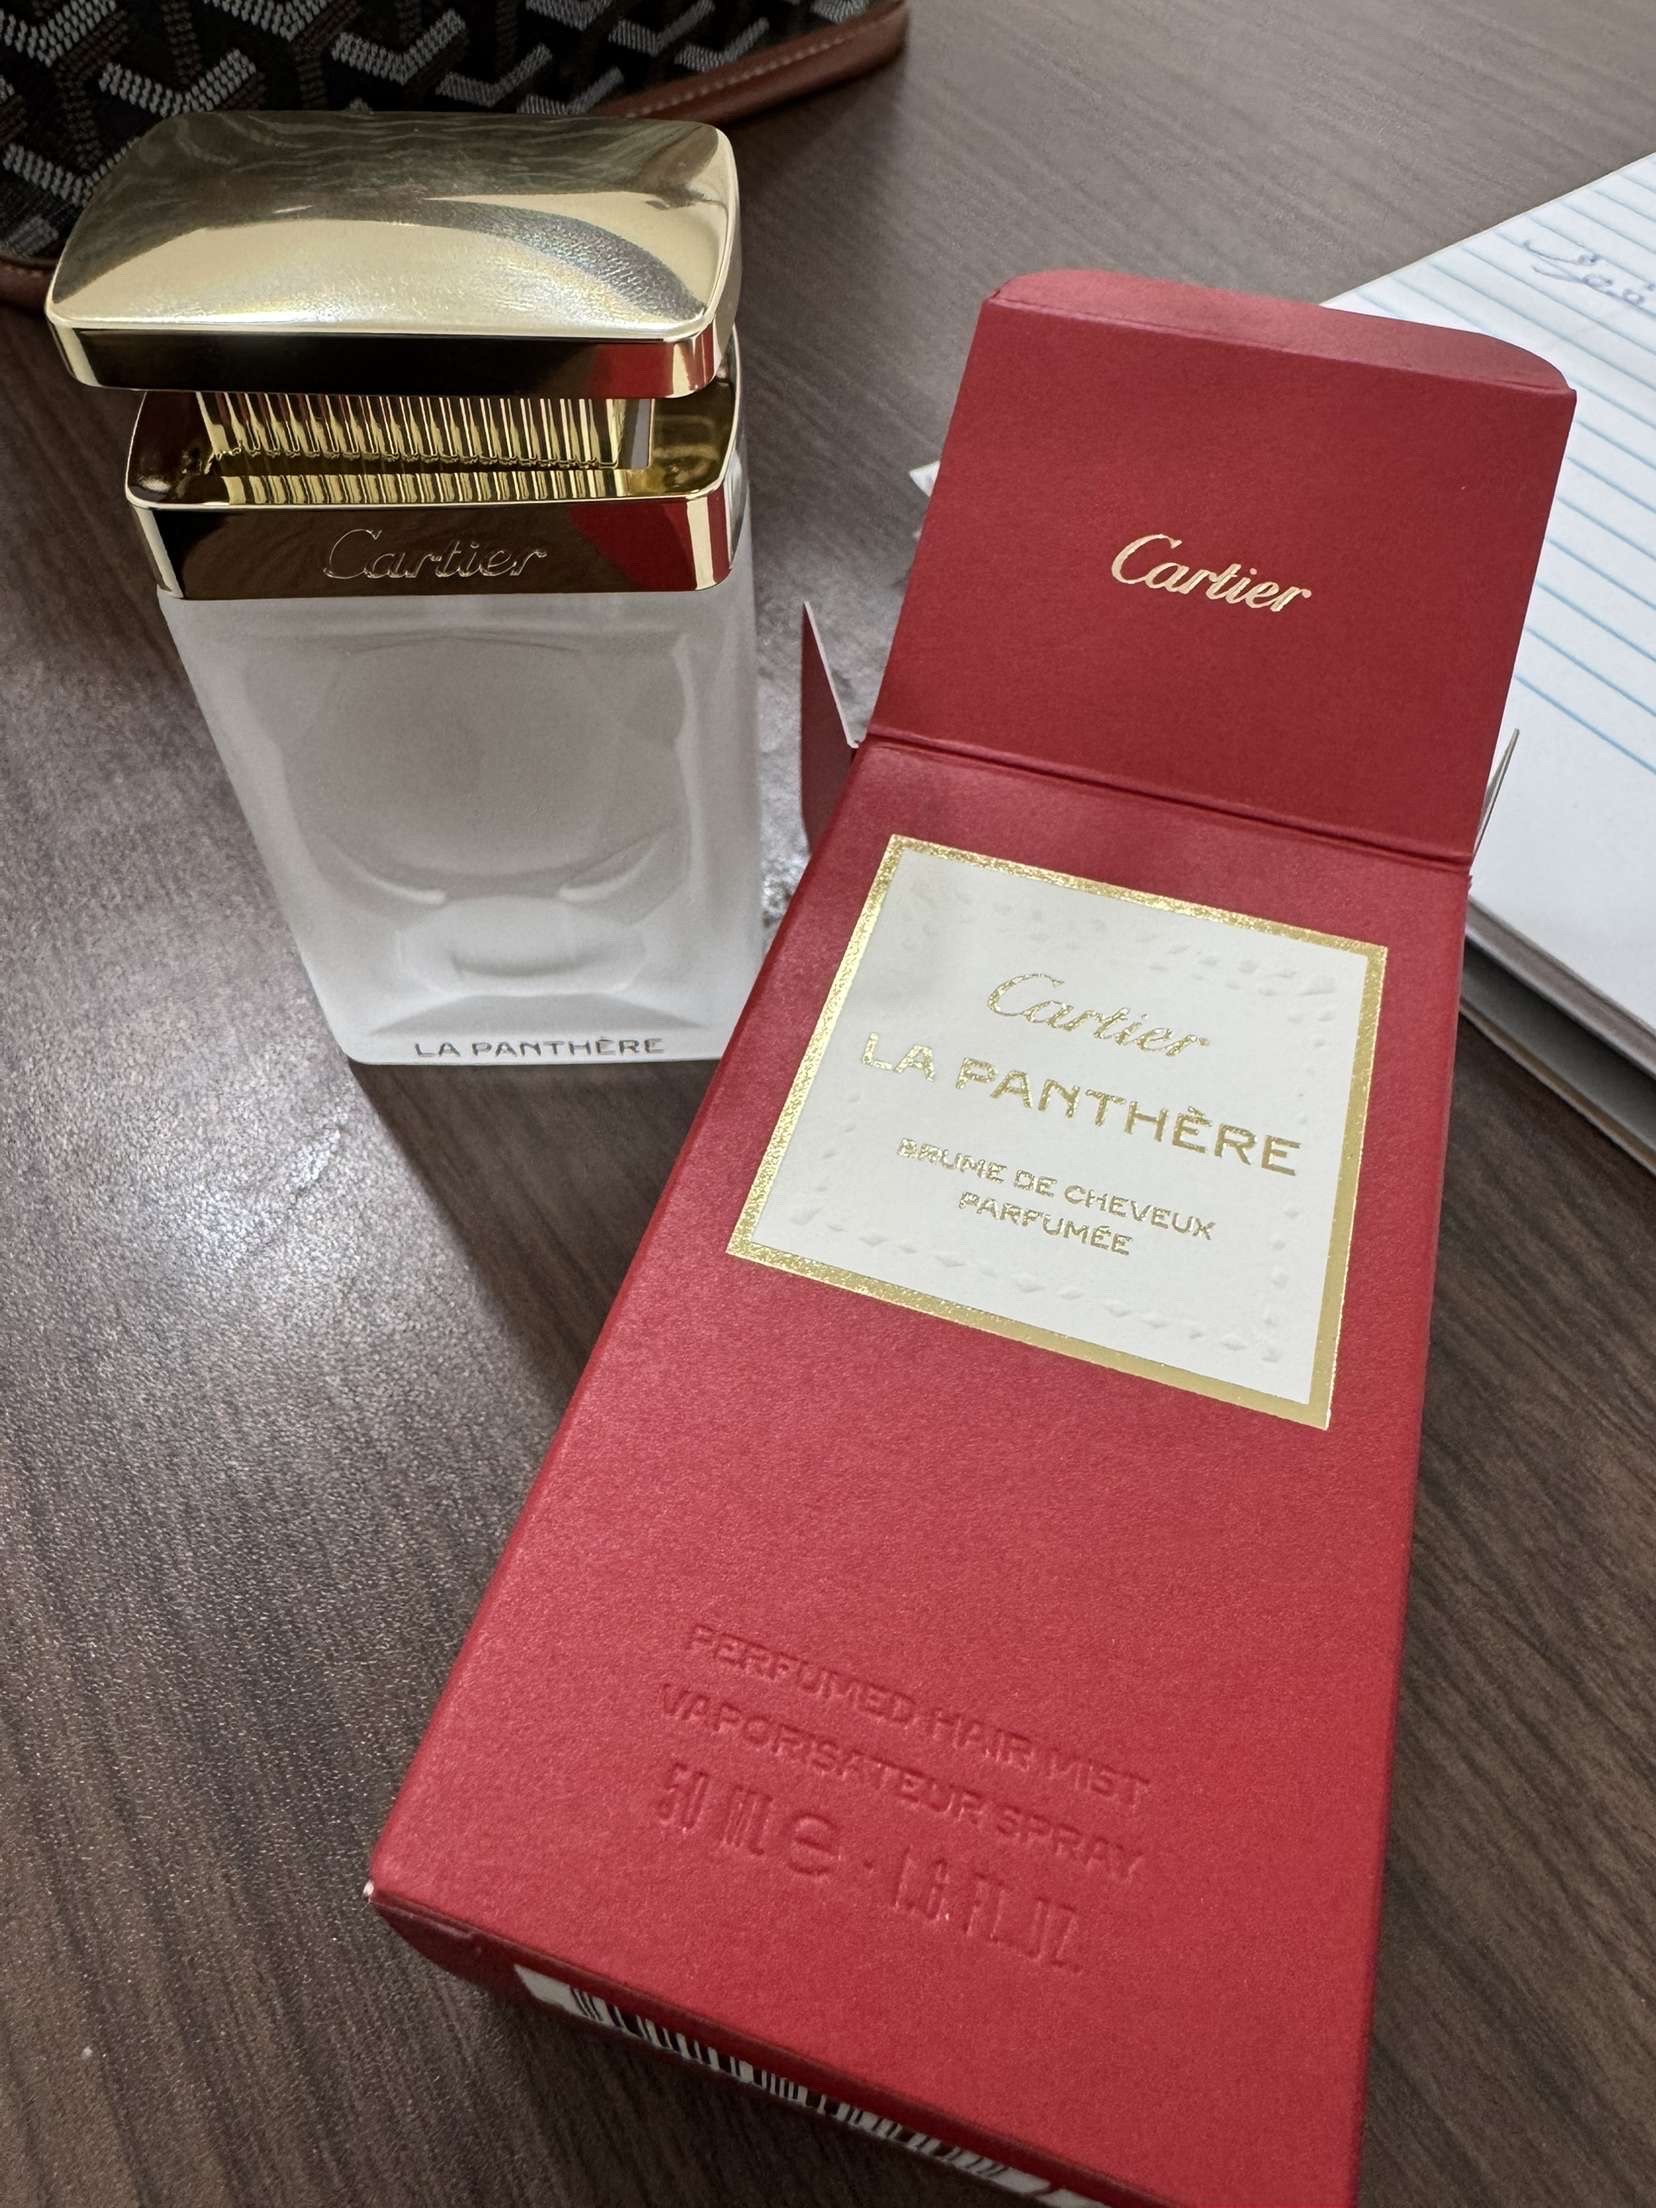 Cartier
LA PANTHÈRE
Cartier
Cartier
LA PANTHÈRE
BRUME DE CHEVEUX
PARFUMÉE
PERFUMED HAIR MIST
VAPORISATEUR SPRAY
50 ML ℮ · 1.6 FL.OZ.